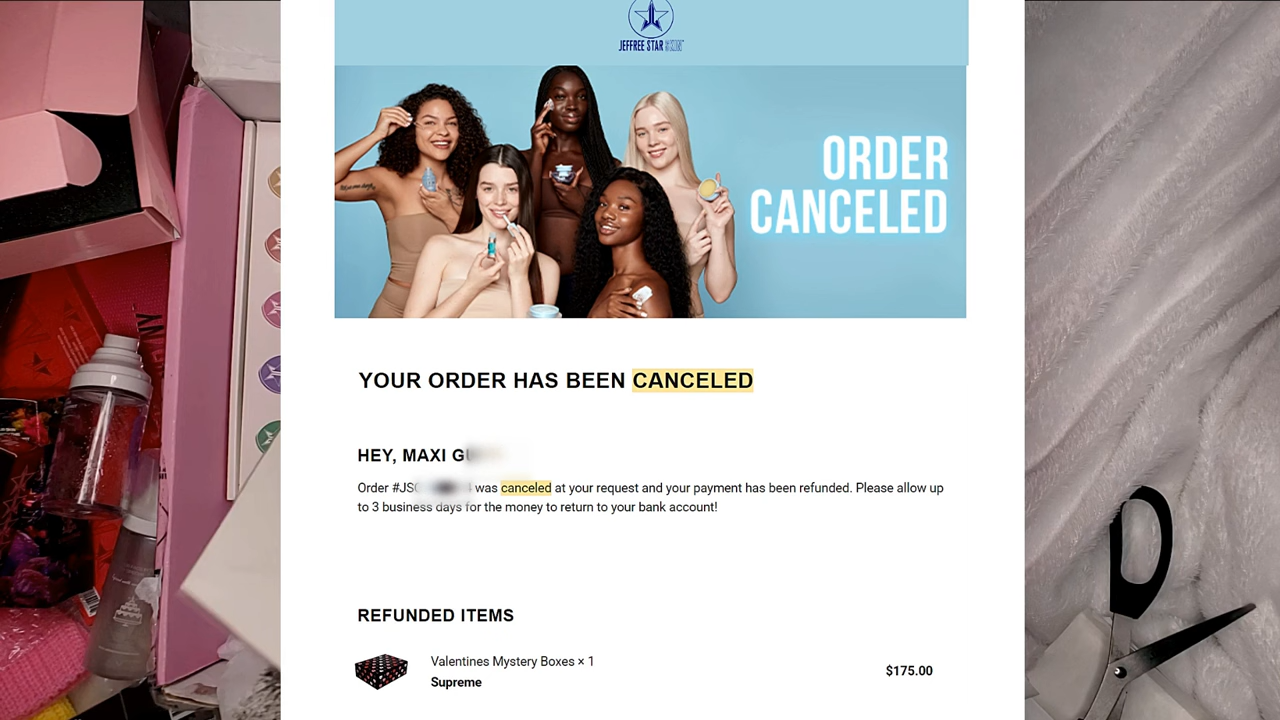 JEFFREE STAR SKIN
ORDER
CANCELED
YOUR ORDER HAS BEEN CANCELED
HEY, MAXI
Order was canceled at your request and your payment has been refunded. Please allow up
to 3 business days for the money to return to your bank account!
REFUNDED ITEMS
Valentines Mystery Boxes × 1
$175.00
Supreme